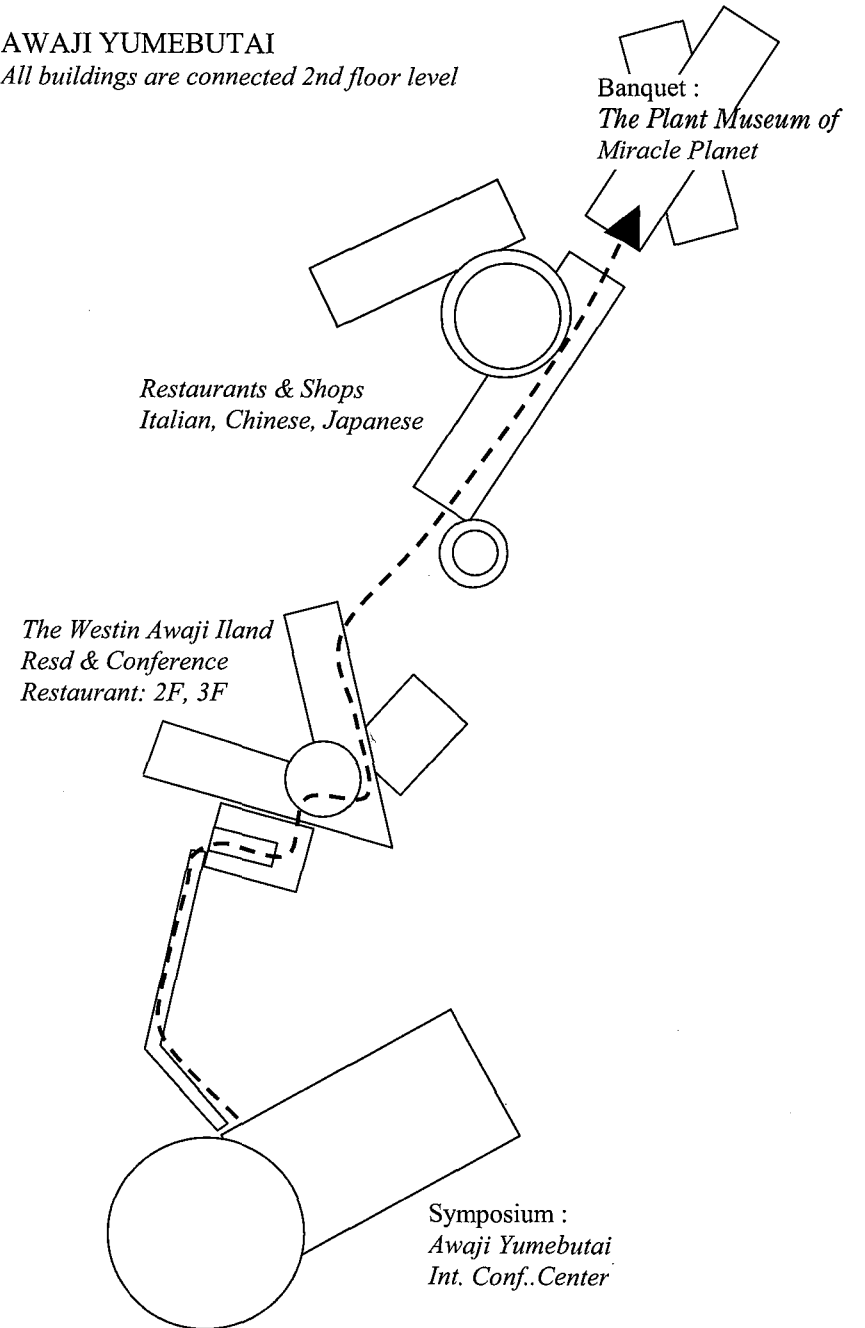 AWAJI YUMEBUTAI
All buildings are connected 2nd floor level
Banquet :
The Plant Museum of
Miracle Planet
Restaurants & Shops
Italian, Chinese, Japanese
The Westin Awaji Iland
Resd & Conference
Restaurant: 2F, 3F
Symposium :
Awaji Yumebutai
Int. Conf..Center